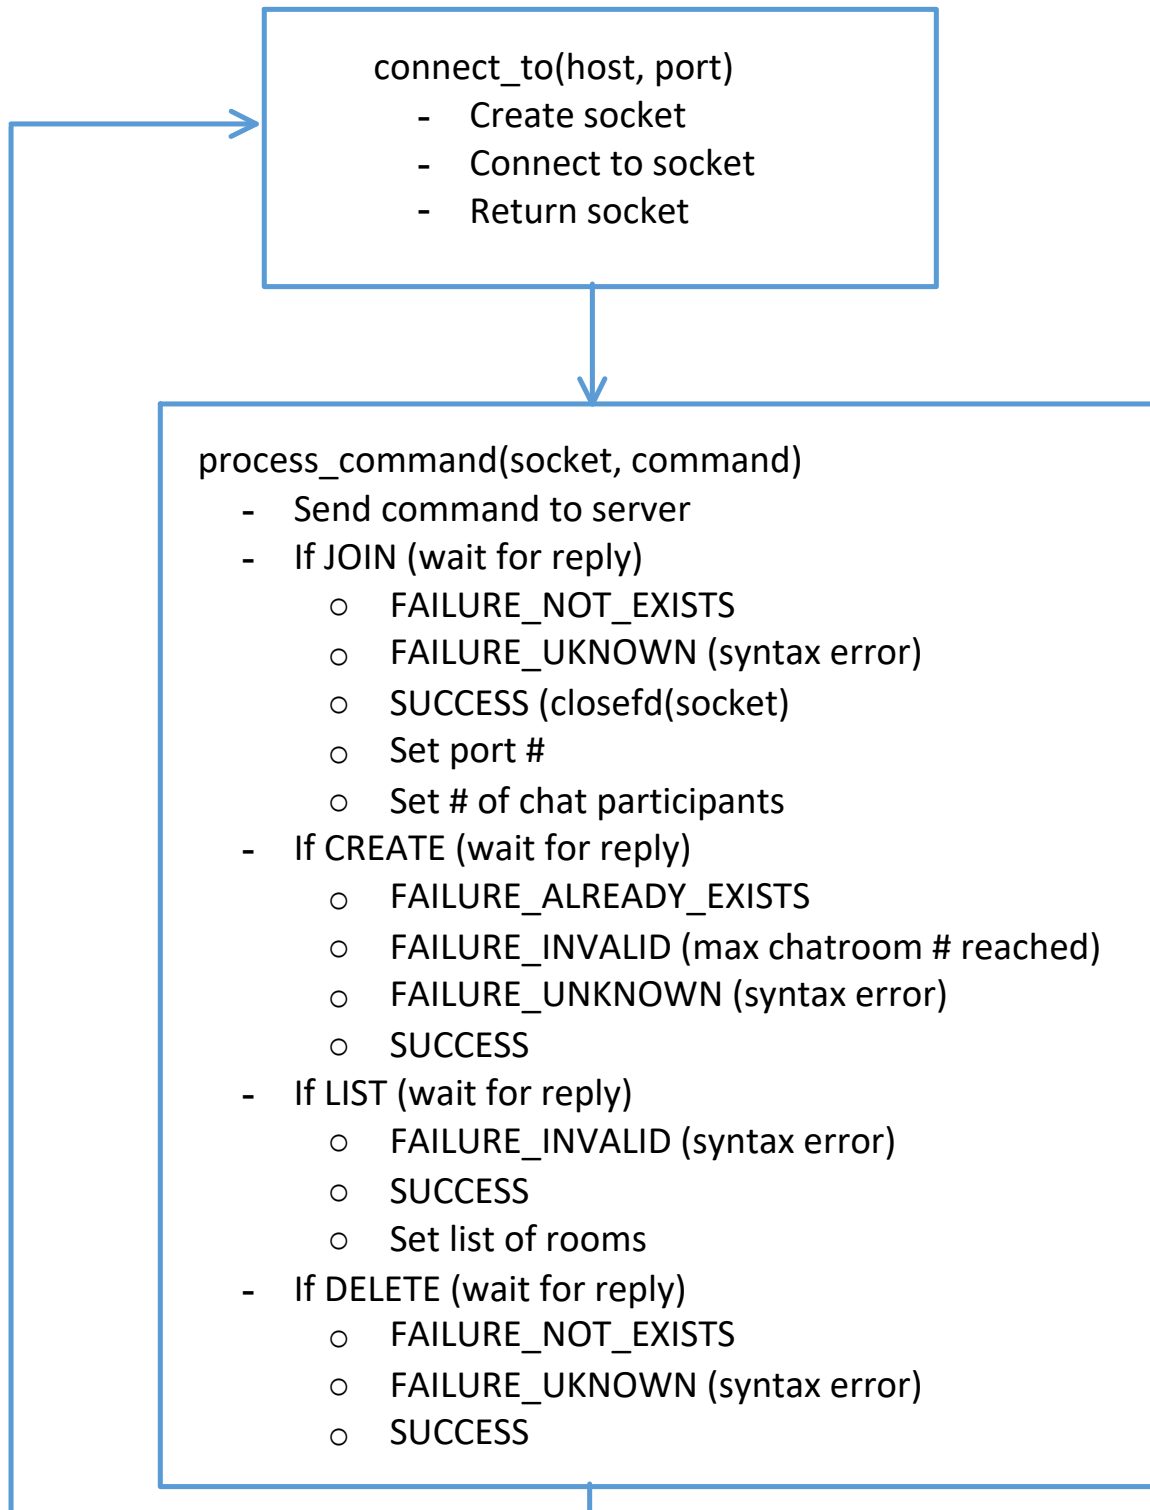 connect_to(host, port)
- Create socket
- Connect to socket
- Return socket
process_command(socket, command)
- Send command to server
- If JOIN (wait for reply)
○ FAILURE_NOT_EXISTS
○ FAILURE_UKNOWN (syntax error)
○ SUCCESS (closefd(socket)
○ Set port #
○ Set # of chat participants
- If CREATE (wait for reply)
○ FAILURE_ALREADY_EXISTS
○ FAILURE_INVALID (max chatroom # reached)
○ FAILURE_UNKNOWN (syntax error)
○ SUCCESS
- If LIST (wait for reply)
○ FAILURE_INVALID (syntax error)
○ SUCCESS
○ Set list of rooms
- If DELETE (wait for reply)
○ FAILURE_NOT_EXISTS
○ FAILURE_UKNOWN (syntax error)
○ SUCCESS